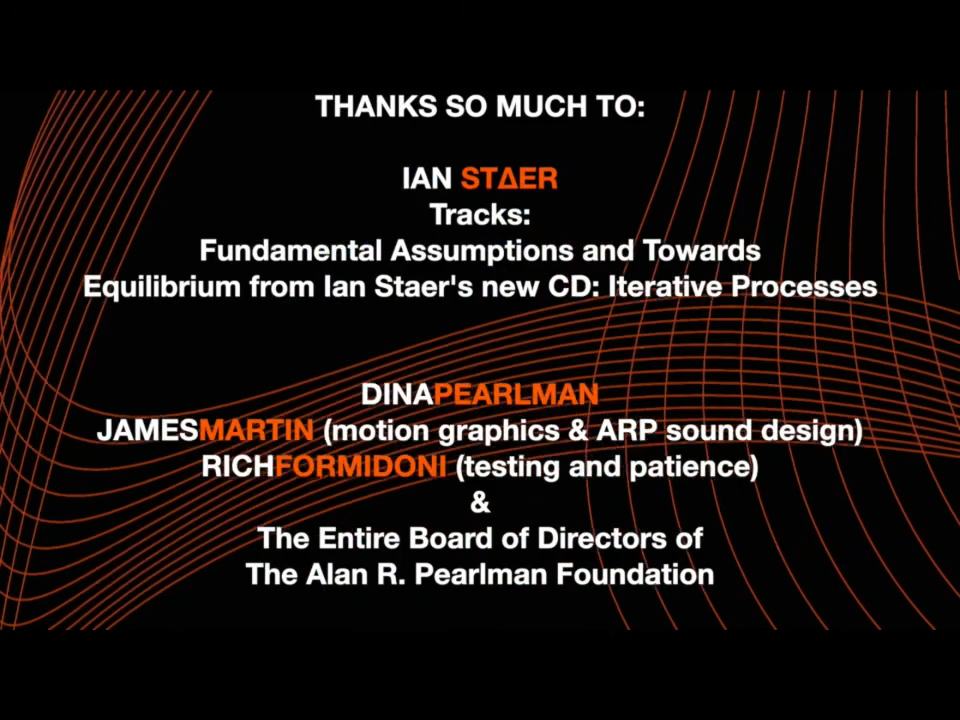 THANKS SO MUCH TO:
IAN STΔER
Tracks:
Fundamental Assumptions and Towards
Equilibrium from Ian Staer's new CD: Iterative Processes
DINAPEARLMAN
JAMESMARTIN (motion graphics & ARP sound design)
RICHFORMIDONI (testing and patience)
&
The Entire Board of Directors of
The Alan R. Pearlman Foundation